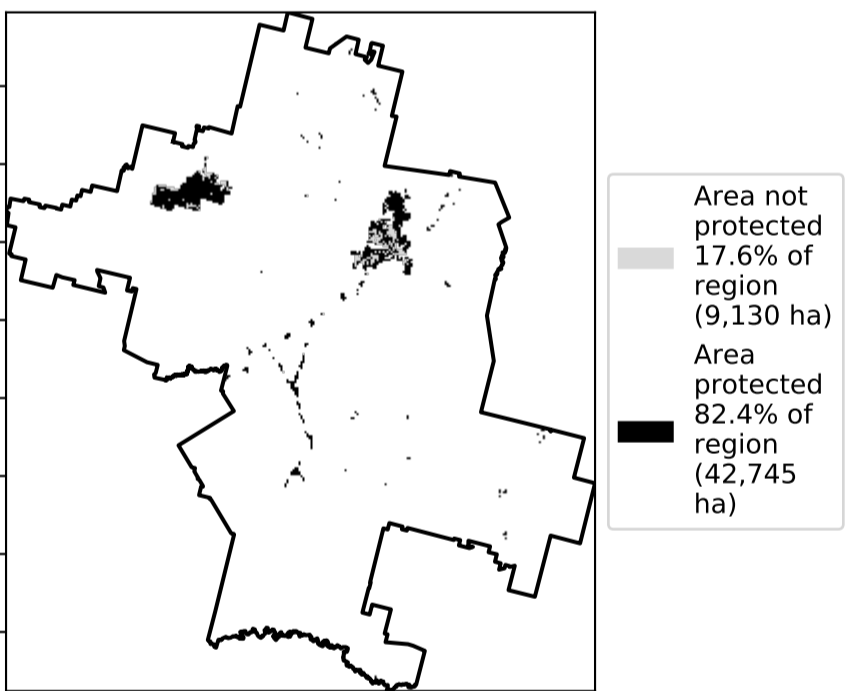 Area not
protected
17.6% of
region
(9,130 ha)
Area
protected
82.4% of
region
(42,745
ha)